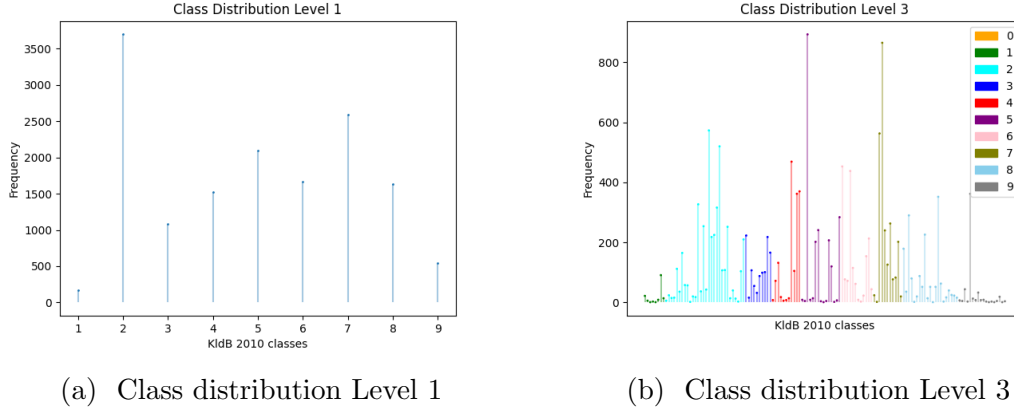 Class Distribution Level 1
3500
3000
2500
2000
1500
1000
500
0
Frequency
1 2 3 4 5 6 7 8 9
KldB 2010 classes
(a) Class distribution Level 1
Class Distribution Level 3
800
600
400
200
0
Frequency
KldB 2010 classes
0
1
2
3
4
5
6
7
8
9
(b) Class distribution Level 3